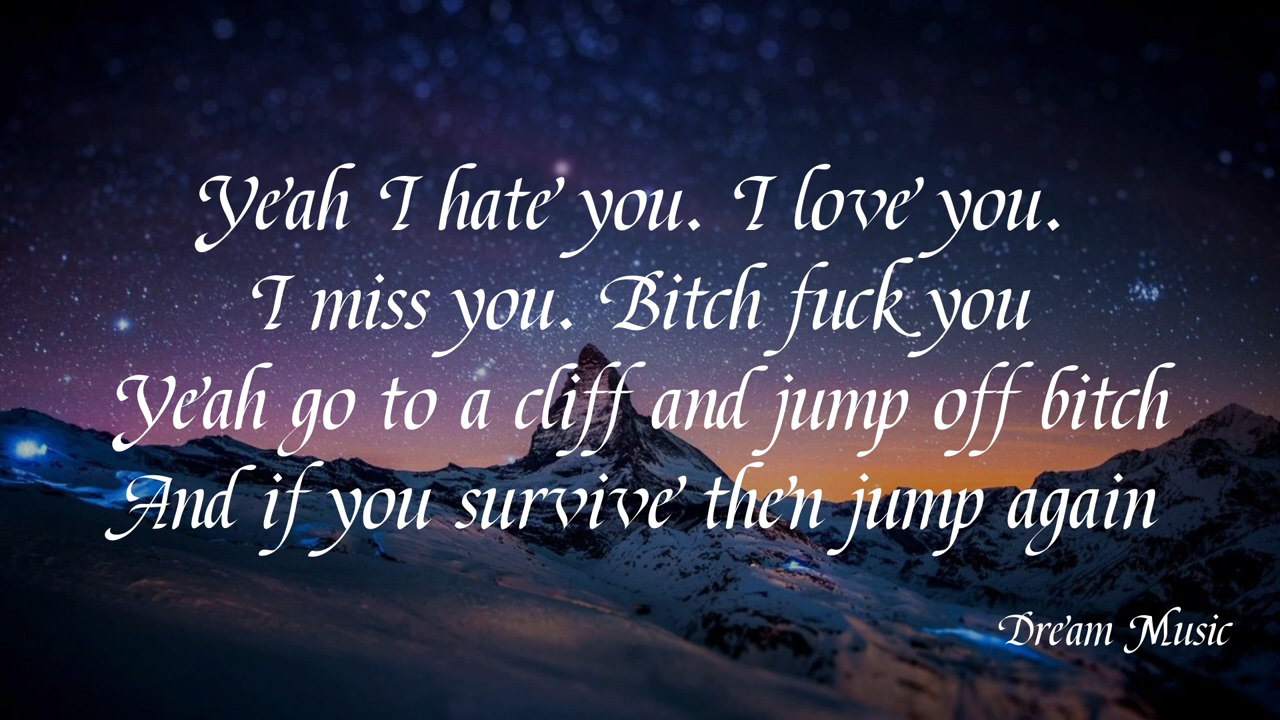 Yeah I hate you. I love you.
I miss you. Bitch fuck you
Yeah go to a cliff and jump off bitch
And if you survive then jump again
Dream Music